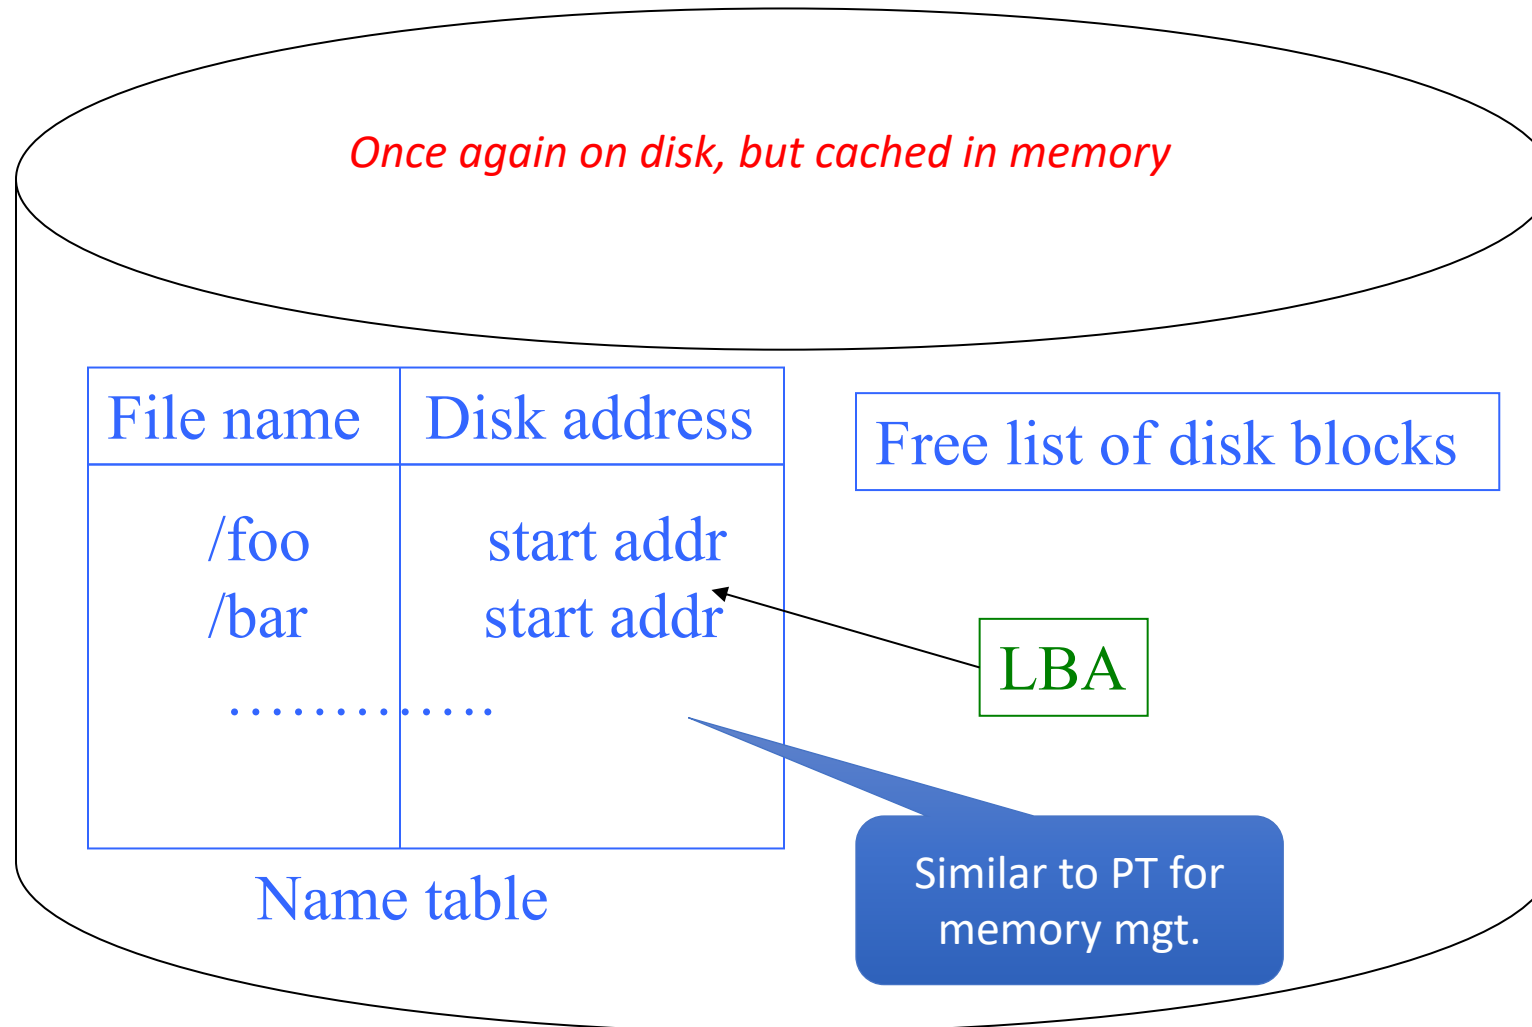 Once again on disk, but cached in memory
File name Disk address
Free list of disk blocks
/foo start addr
/bar start addr
.............
LBA
Similar to PT for
memory mgt.
Name table